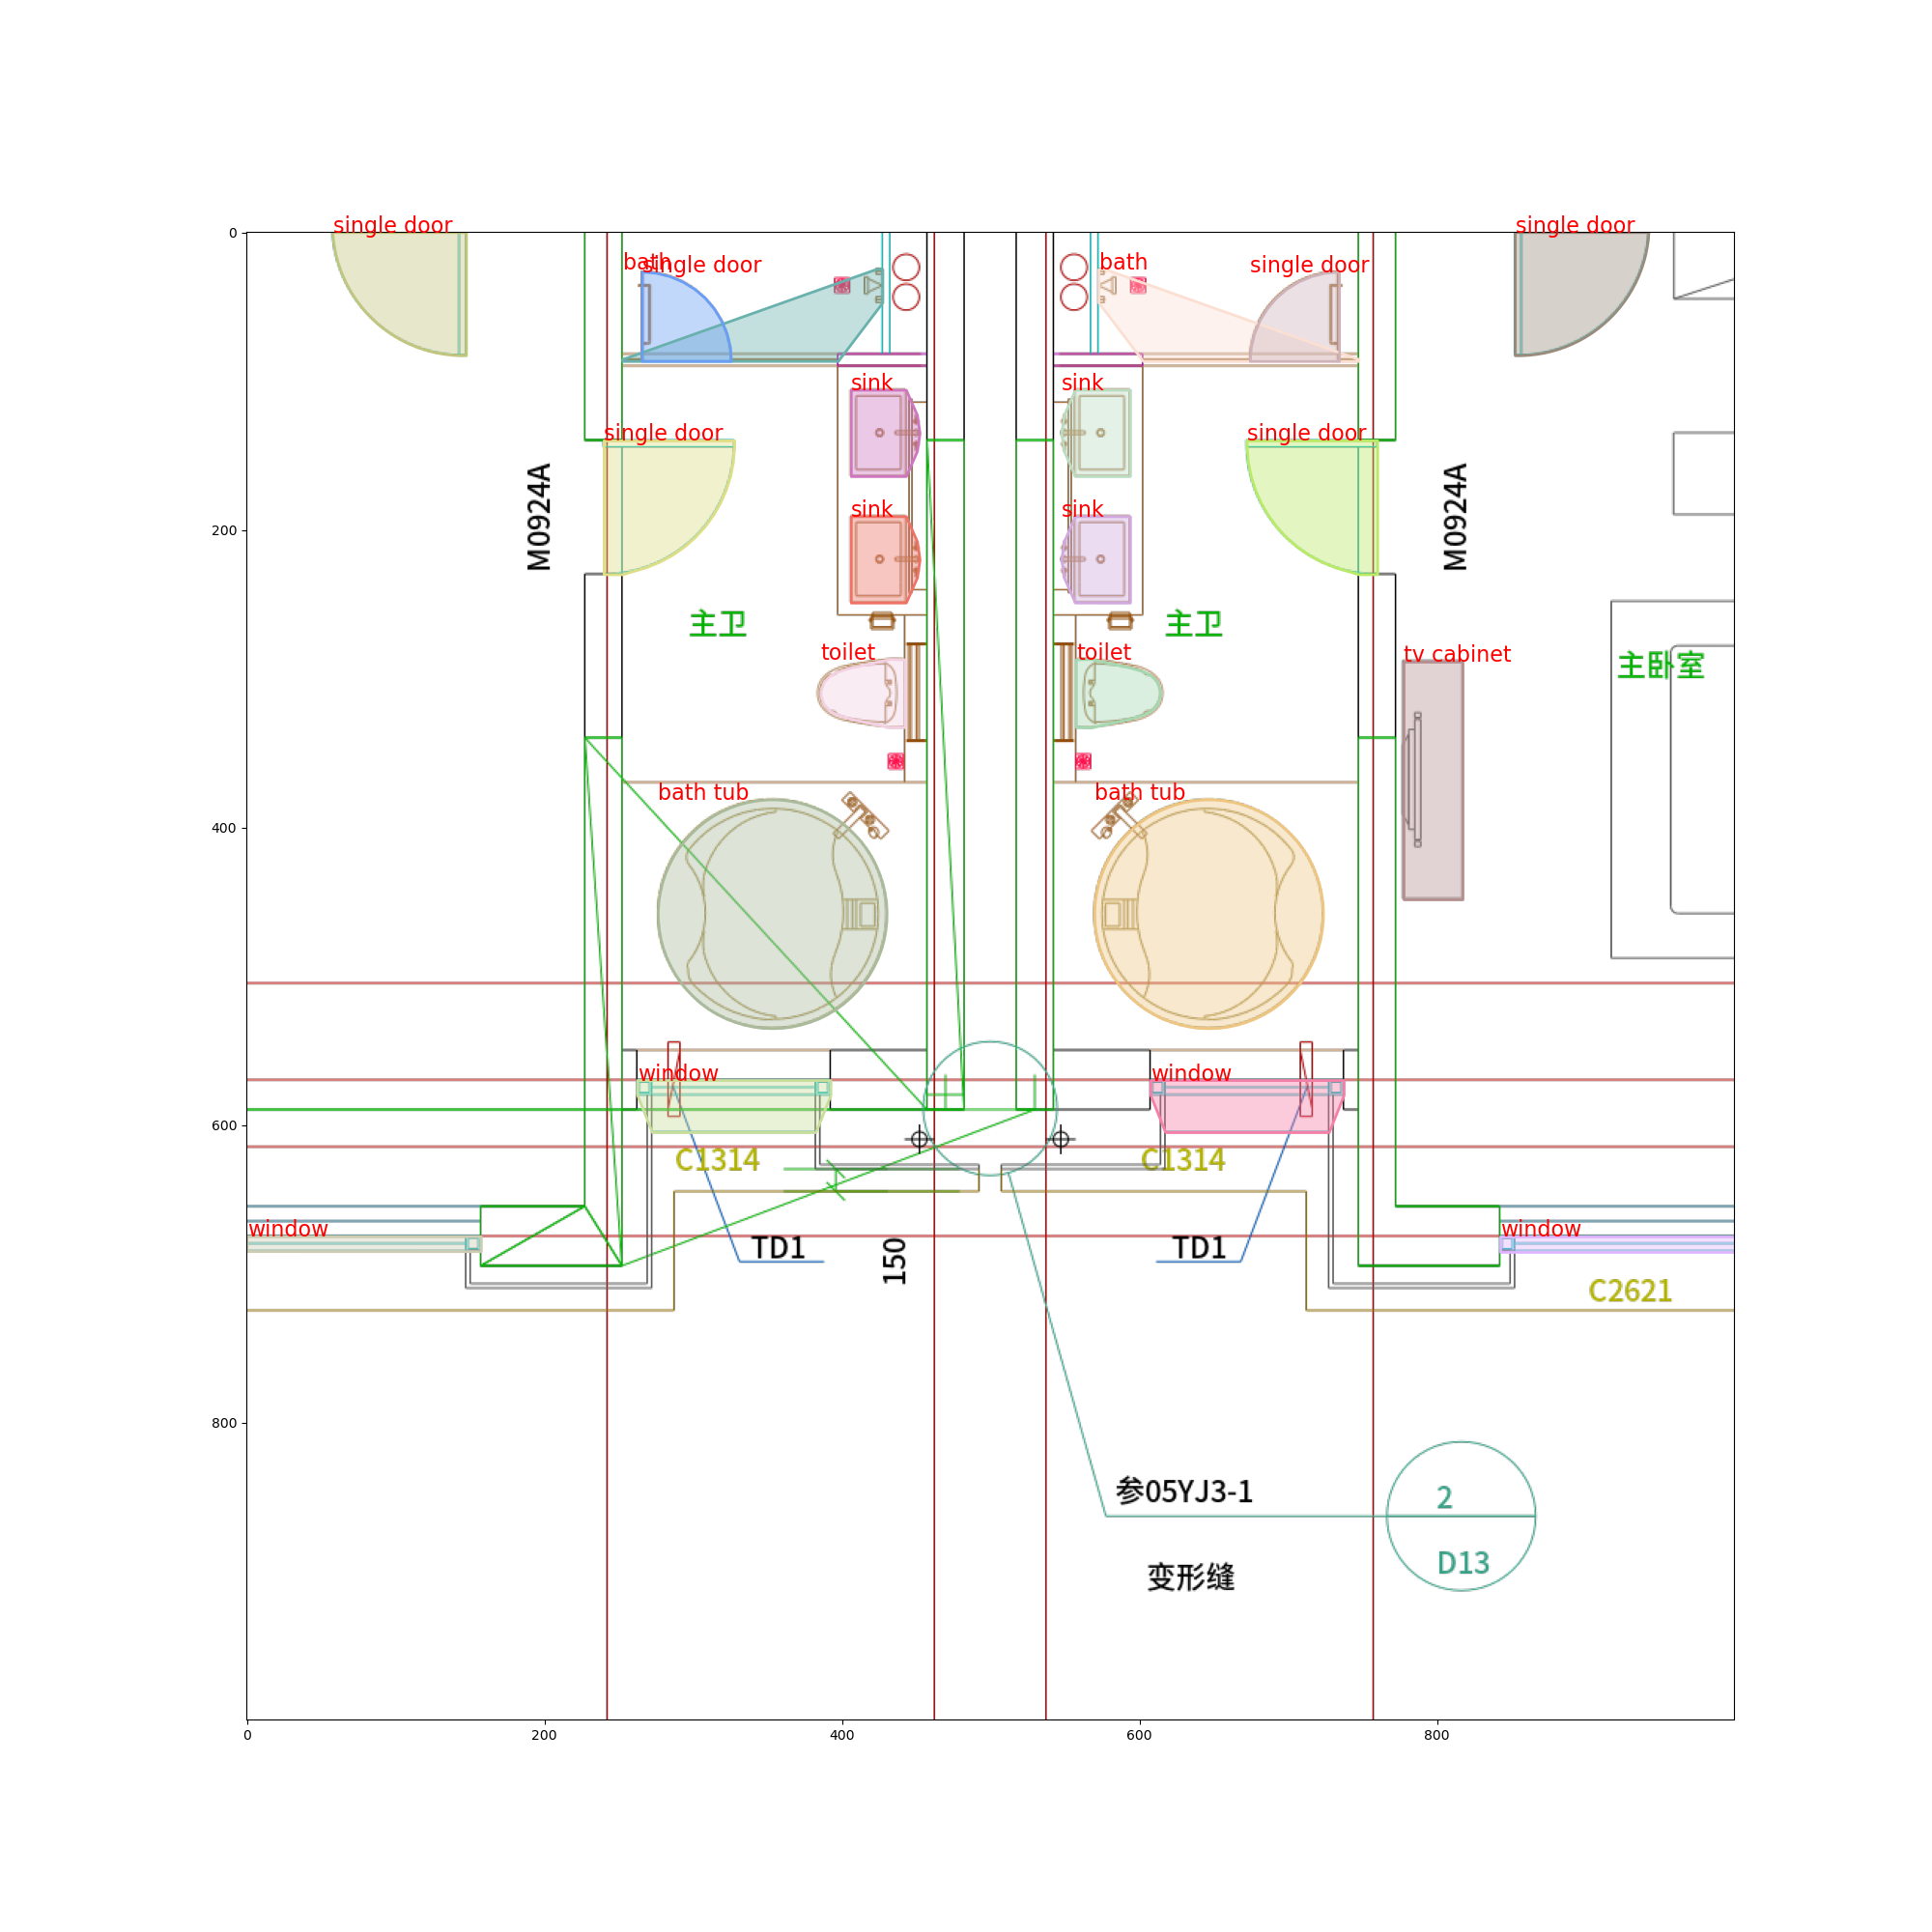 single door
single door
0
bath
single door
bath
single door
sink
sink
single door
single door
M0924A
M0924A
sink
sink
200
主卫
主卫
toilet
toilet
tv cabinet
主卧室
bath tub
bath tub
400
window
window
600
C1314
C1314
window
window
TD1
150
TD1
C2621
800
参05YJ3-1
2
D13
变形缝
0
200
400
600
800